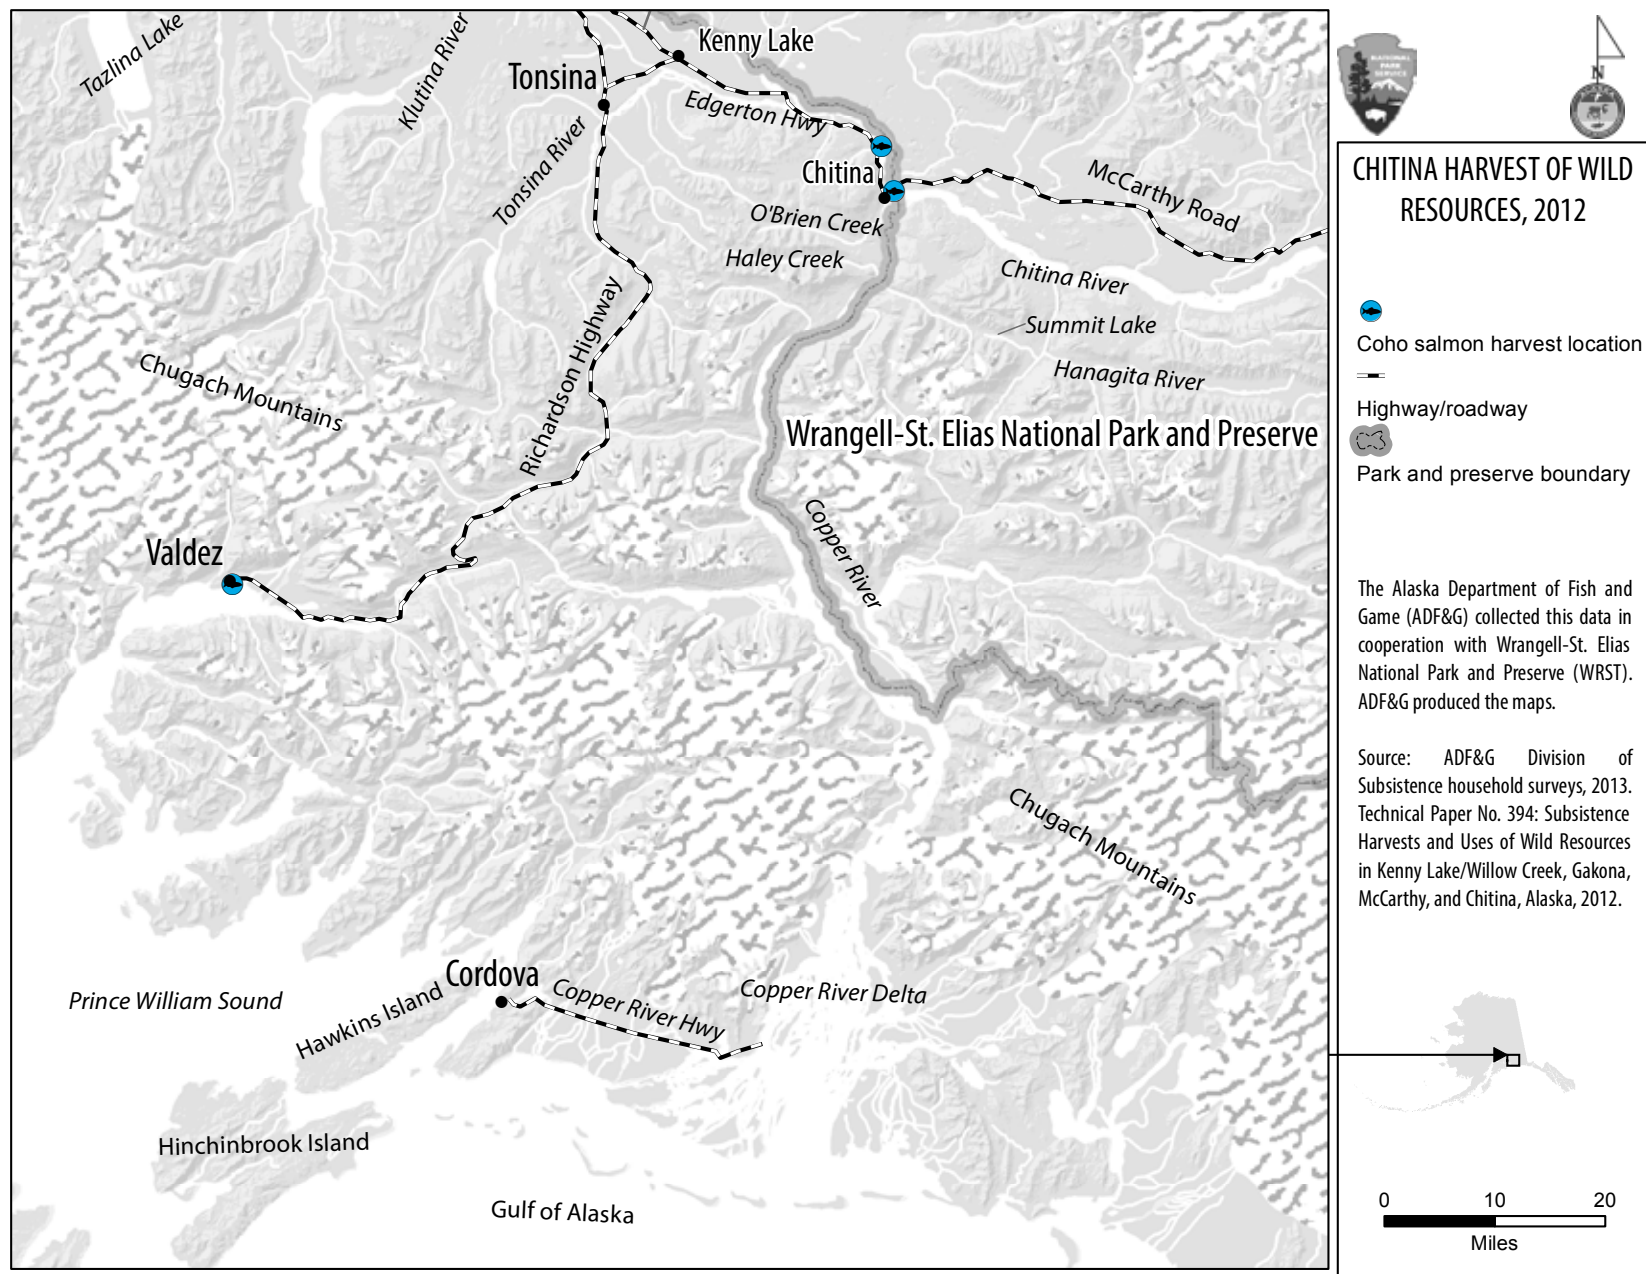 Tazlina Lake
Klutina River
Kenny Lake
Tonsina
Edgerton Hwy
Tonsina River
Chitina
McCarthy Road
O'Brien Creek
Haley Creek
Chitina River
Richardson Highway
Summit Lake
Chugach Mountains
Hanagita River
Wrangell-St. Elias National Park and Preserve
Copper River
Valdez
Chugach Mountains
Cordova
Prince William Sound
Hawkins Island
Copper River Hwy
Copper River Delta
Hinchinbrook Island
Gulf of Alaska
NATIONAL
PARK
SERVICE
N
CHITINA HARVEST OF WILD
RESOURCES, 2012
Coho salmon harvest location
Highway/roadway
Park and preserve boundary
The Alaska Department of Fish and
Game (ADF&G) collected this data in
cooperation with Wrangell-St. Elias
National Park and Preserve (WRST).
ADF&G produced the maps.
Source: ADF&G Division of
Subsistence household surveys, 2013.
Technical Paper No. 394: Subsistence
Harvests and Uses of Wild Resources
in Kenny Lake/Willow Creek, Gakona,
McCarthy, and Chitina, Alaska, 2012.
0 10 20
Miles